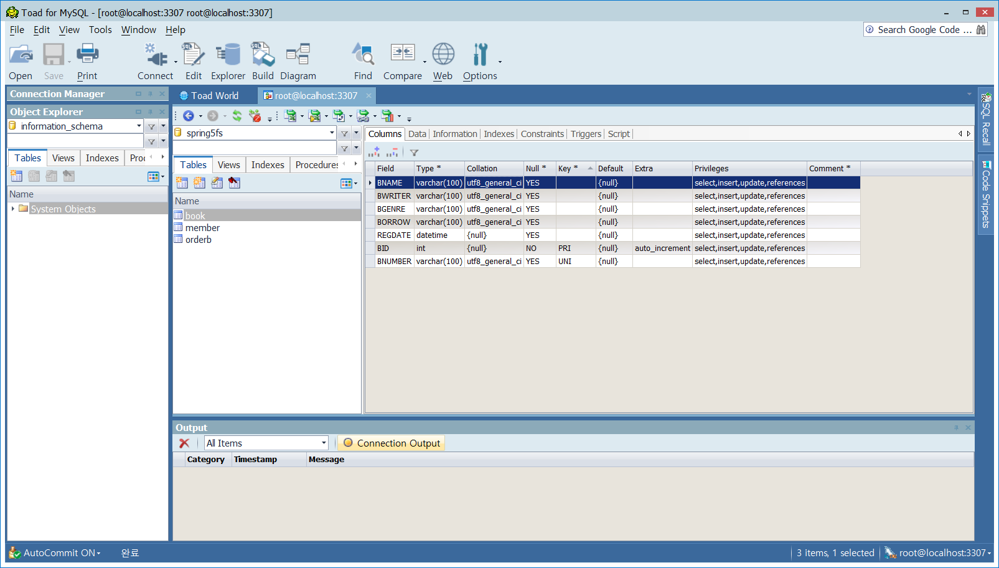 Toad for MySQL - [root@localhost:3307 root@localhost:3307]
File Edit View Tools Window Help
Search Google Code ...
Open Save Print Connect Edit Explorer Build Diagram Find Compare Web Options
Connection Manager
Object Explorer
information_schema
Tables Views Indexes Proc
Name
System Objects
Toad World root@localhost:3307
spring5fs
Tables Views Indexes Procedures
Name
book
member
orderb
Columns Data Information Indexes Constraints Triggers Script
Field Type * Collation Null * Key * Default Extra Privileges Comment *
BNAME varchar(100) utf8_general_ci YES {null} select,insert,update,references
BWRITER varchar(100) utf8_general_ci YES {null} select,insert,update,references
BGENRE varchar(100) utf8_general_ci YES {null} select,insert,update,references
BORROW varchar(100) utf8_general_ci YES {null} select,insert,update,references
REGDATE datetime {null} YES {null} select,insert,update,references
BID int {null} NO PRI {null} auto_increment select,insert,update,references
BNUMBER varchar(100) utf8_general_ci YES UNI {null} select,insert,update,references
SQL Recall
Code Snippets
Output
All Items Connection Output
Category Timestamp Message
AutoCommit ON 완료 3 items, 1 selected root@localhost:3307